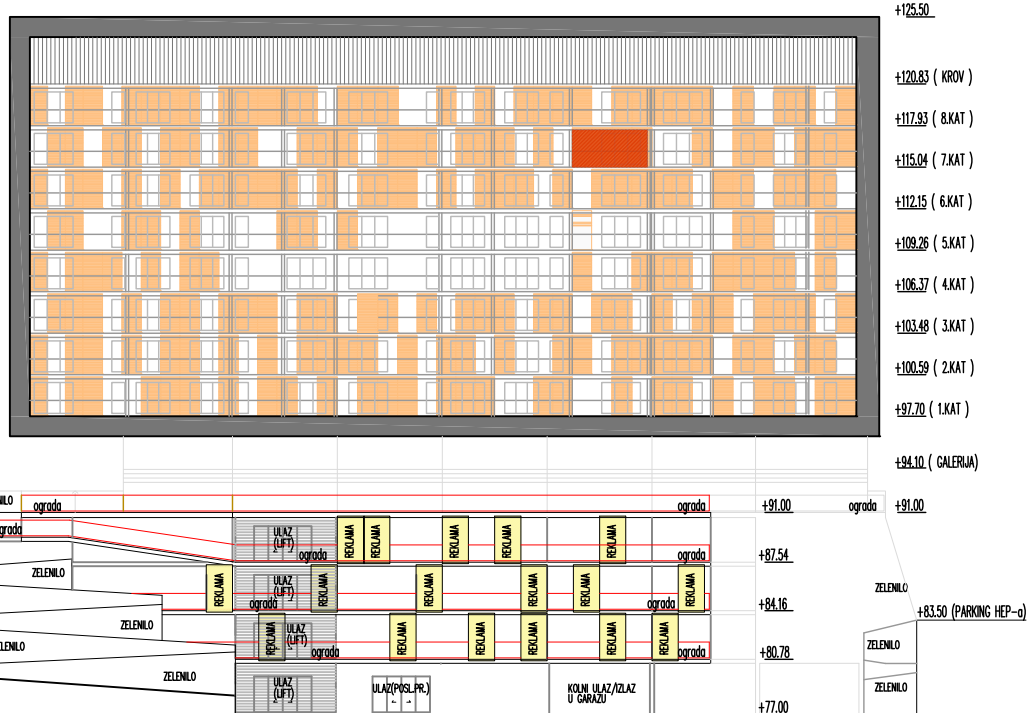 +125.50
+120.83 ( KROV )
+117.93 ( 8.KAT )
+115.04 ( 7.KAT )
+112.15 ( 6.KAT )
+109.26 ( 5.KAT )
+106.37 ( 4.KAT )
+103.48 ( 3.KAT )
+100.59 ( 2.KAT )
+97.70 ( 1.KAT )
+94.10 ( GALERIJA)
NILO ograda ograda +91.00 ograda +91.00
ograda ULAZ (LIFT) ograda REKLAMA REKLAMA REKLAMA REKLAMA REKLAMA ograda +87.54
ZELENILO REKLAMA ULAZ (LIFT) REKLAMA REKLAMA REKLAMA REKLAMA REKLAMA ZELENILO
ograda ograda +84.16 +83.50 (PARKING HEP-a)
ZELENILO REKLAMA ULAZ (LIFT) REKLAMA REKLAMA REKLAMA REKLAMA REKLAMA
ELENILO ograda ograda +80.78 ZELENILO
ZELENILO ULAZ (LIFT) ULAZ(POSL.PR.) KOLNI ULAZ/IZLAZ ZELENILO
U GARAŽU
+77.00